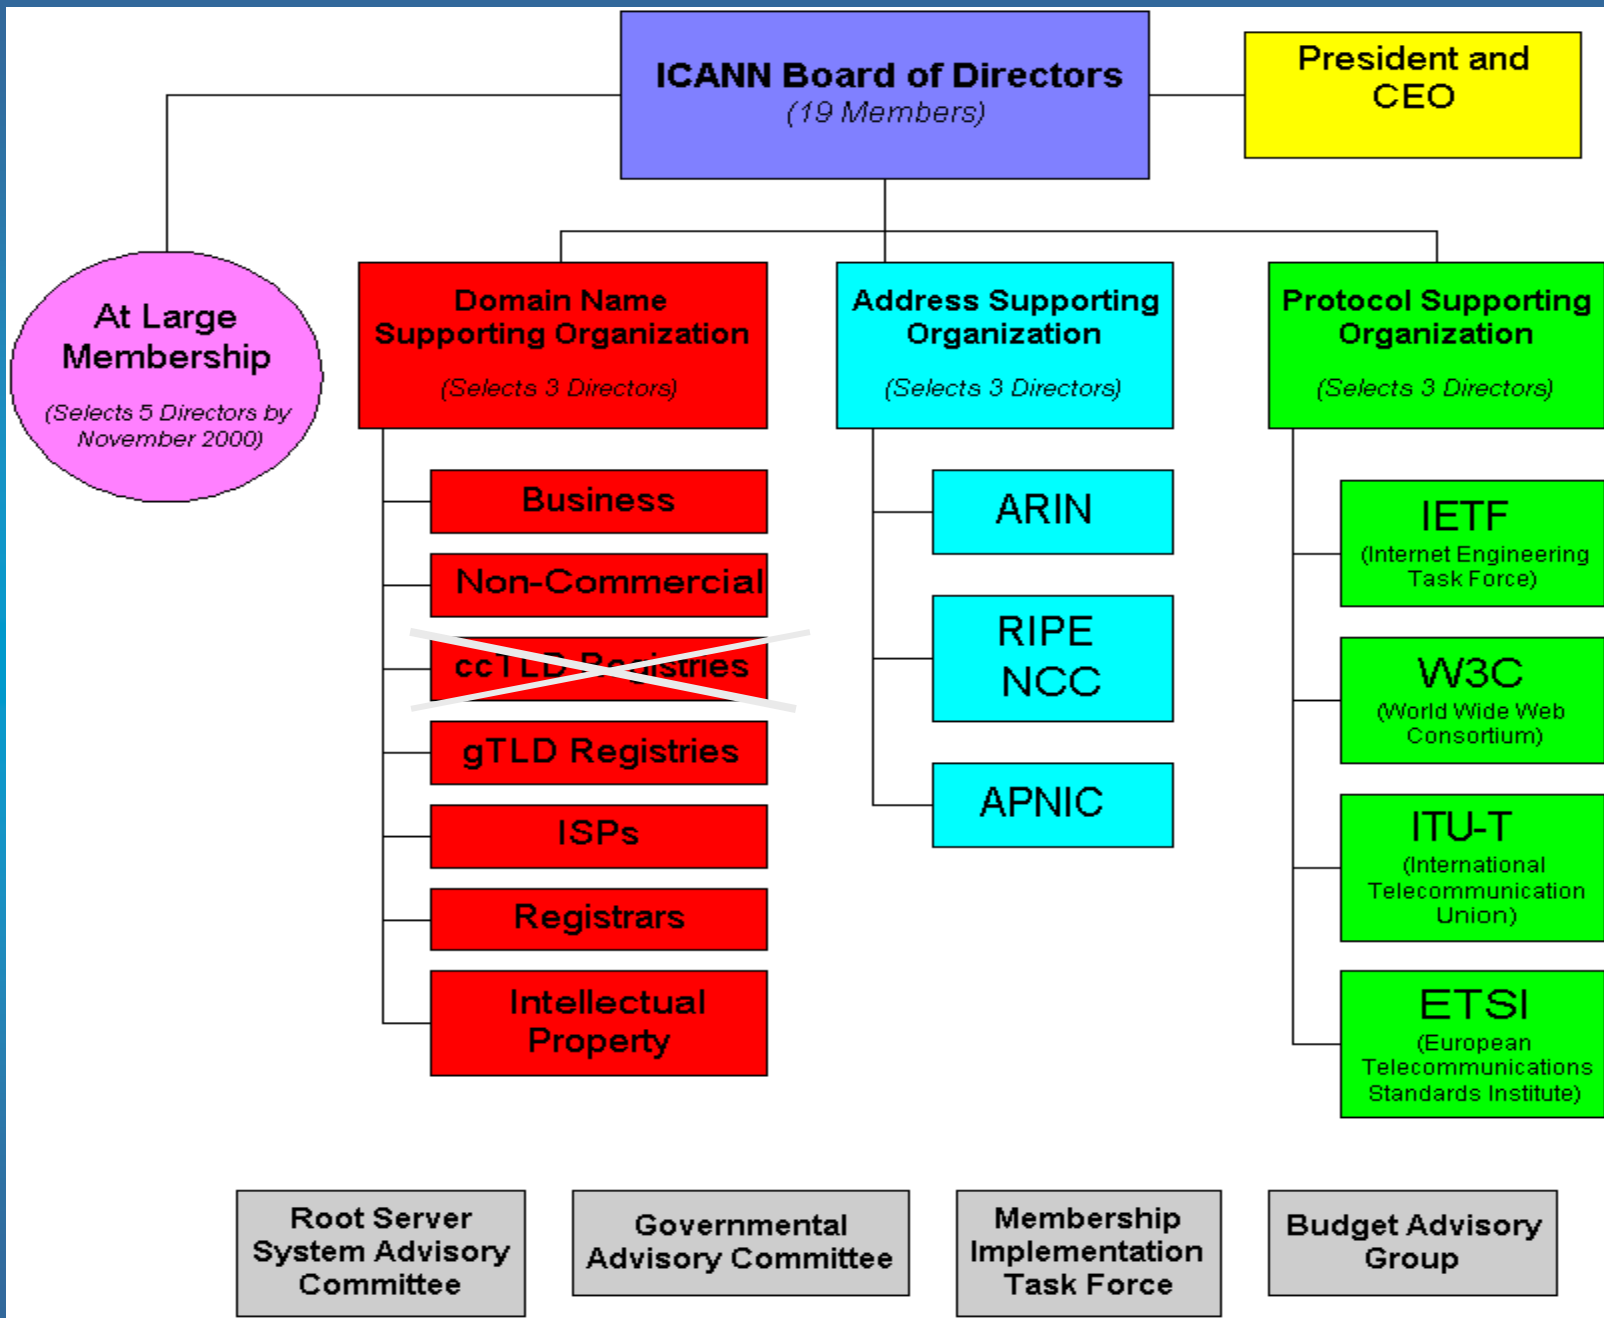 ICANN Board of Directors
(19 Members)
President and
CEO
At Large
Membership
(Selects 5 Directors by
November 2000)
Domain Name
Supporting Organization
(Selects 3 Directors)
Business
Non-Commercial
ccTLD Registries
gTLD Registries
ISPs
Registrars
Intellectual
Property
Address Supporting
Organization
(Selects 3 Directors)
ARIN
RIPE
NCC
APNIC
Protocol Supporting
Organization
(Selects 3 Directors)
IETF
(Internet Engineering
Task Force)
W3C
(World Wide Web
Consortium)
ITU-T
(International
Telecommunication
Union)
ETSI
(European
Telecommunications
Standards Institute)
Root Server
System Advisory
Committee
Governmental
Advisory Committee
Membership
Implementation
Task Force
Budget Advisory
Group